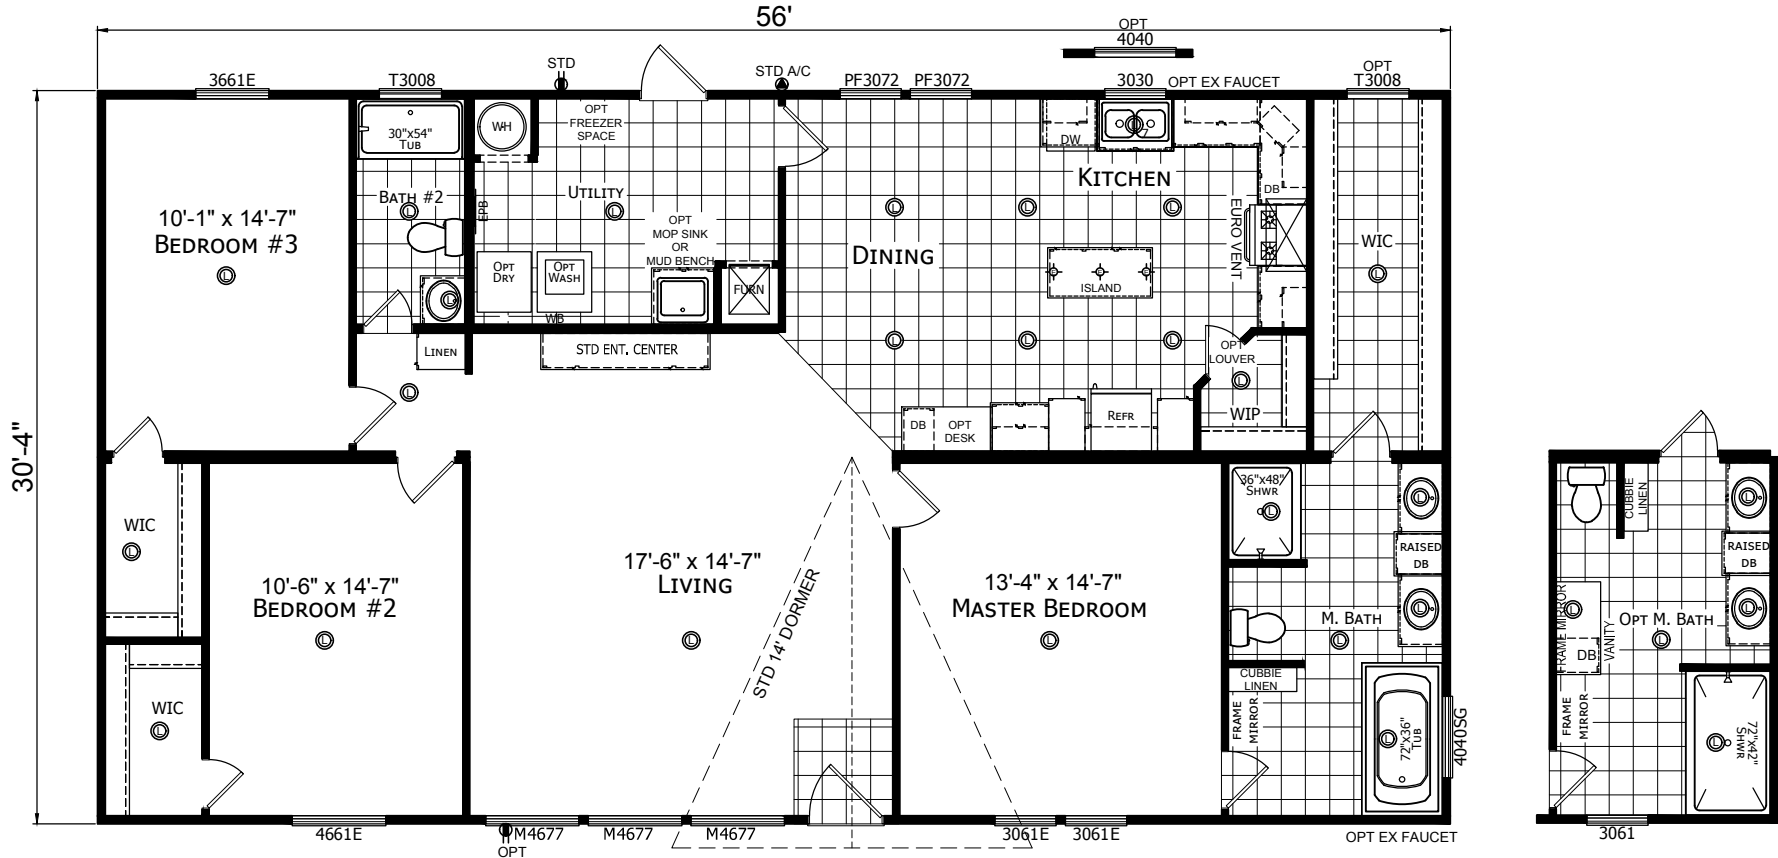 56'
OPT
4040
3661E
T3008
STD
STD A/C
PF3072
PF3072
3030
OPT EX FAUCET
OPT
T3008
30'-4"
30"x54"
TUB
WH
OPT
FREEZER
SPACE
DW
KITCHEN
DB
EURO VENT
BATH #2
EPB
UTILITY
OPT
MOP SINK
OR
MUD BENCH
10'-1" x 14'-7"
BEDROOM #3
DINING
WIC
OPT
DRY
OPT
WASH
FURN
ISLAND
WB
LINEN
STD ENT. CENTER
OPT
LOUVER
WIP
DB
OPT
DESK
REFR
WIC
10'-6" x 14'-7"
BEDROOM #2
17'-6" x 14'-7"
LIVING
STD 14' DORMER
13'-4" x 14'-7"
MASTER BEDROOM
36"x48"
SHWR
RAISED
DB
M. BATH
CUBBIE
LINEN
FRAME
MIRROR
72"x36"
TUB
4040SG
WIC
4661E
M4677
M4677
M4677
OPT
3061E
3061E
OPT EX FAUCET
CUBBIE
LINEN
RAISED
DB
FRAME MIRROR
VANITY
DB
OPT M. BATH
FRAME
MIRROR
72"x42"
SHWR
3061